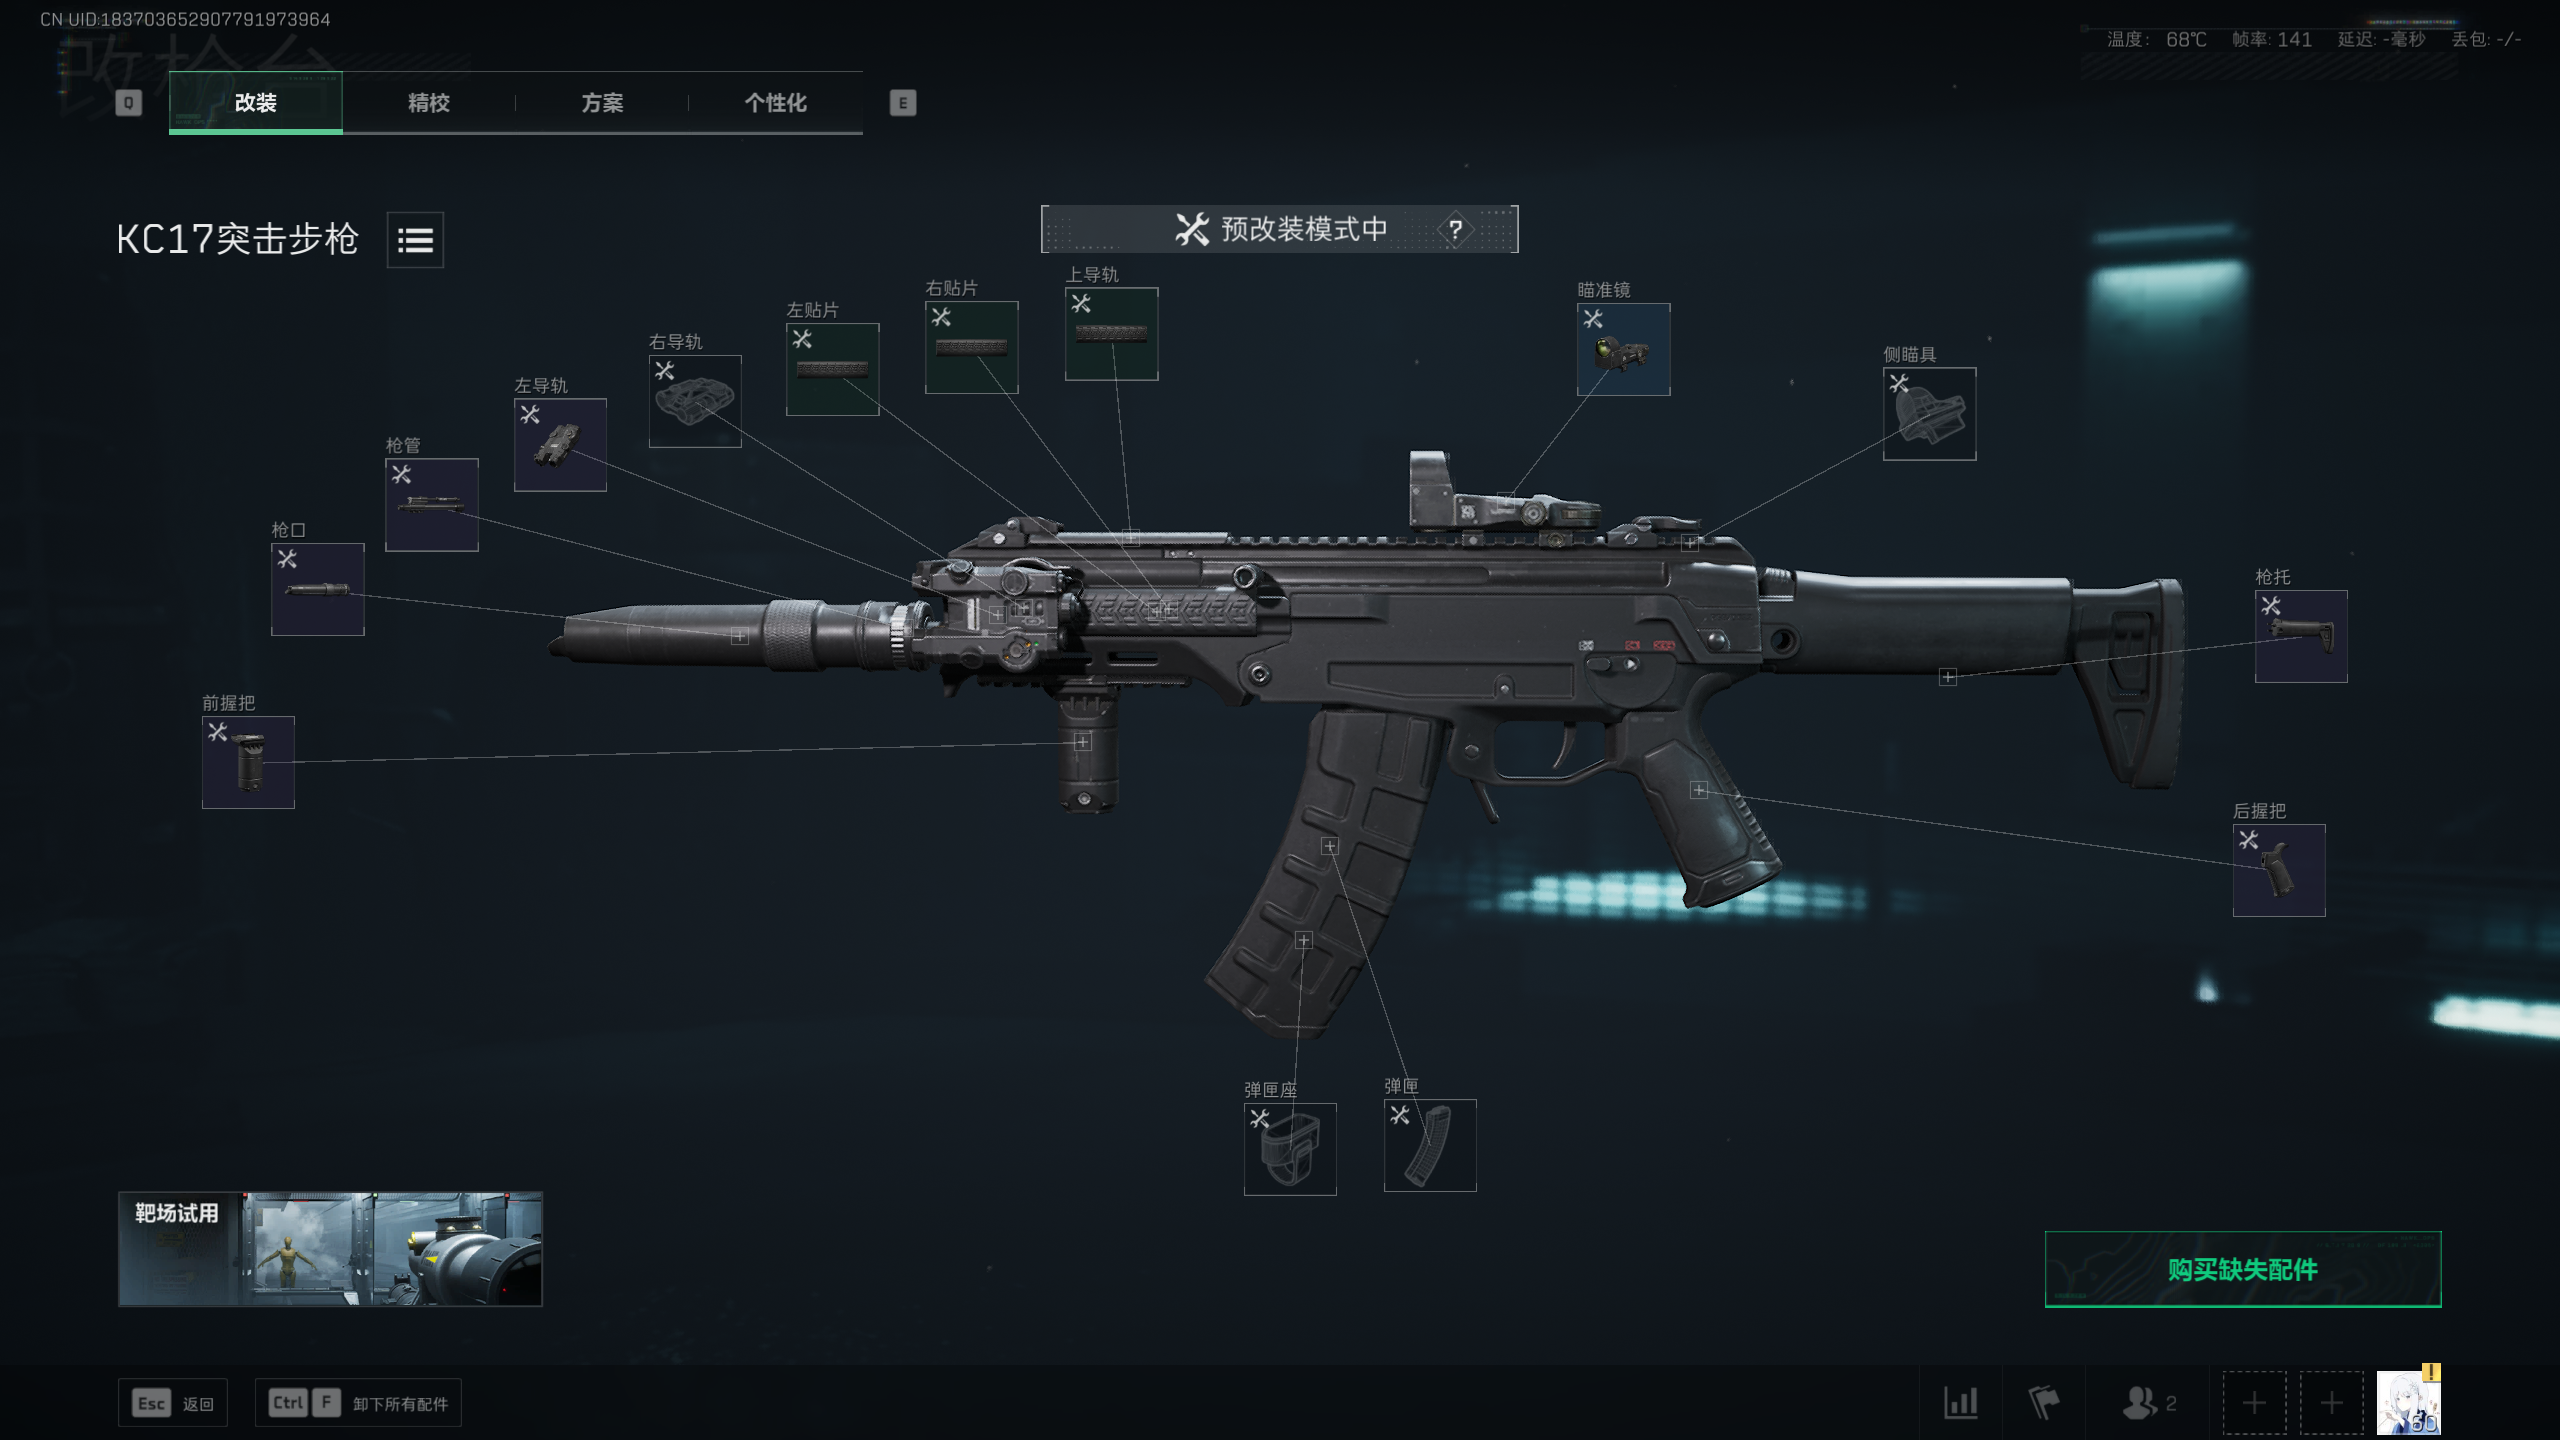 CN UID:183703652907791973964
改枪台
温度: 68℃ 帧率: 141 延迟: -毫秒 丢包: -/-
Q 改装 精校 方案 个性化 E
KC17突击步枪
预改装模式中 ?
上导轨
右贴片
瞄准镜
左贴片
右导轨
侧瞄具
左导轨
枪管
枪口
枪托
前握把
后握把
弹匣座
弹匣
靶场试用
购买缺失配件
Esc 返回 Ctrl F 卸下所有配件
2
60